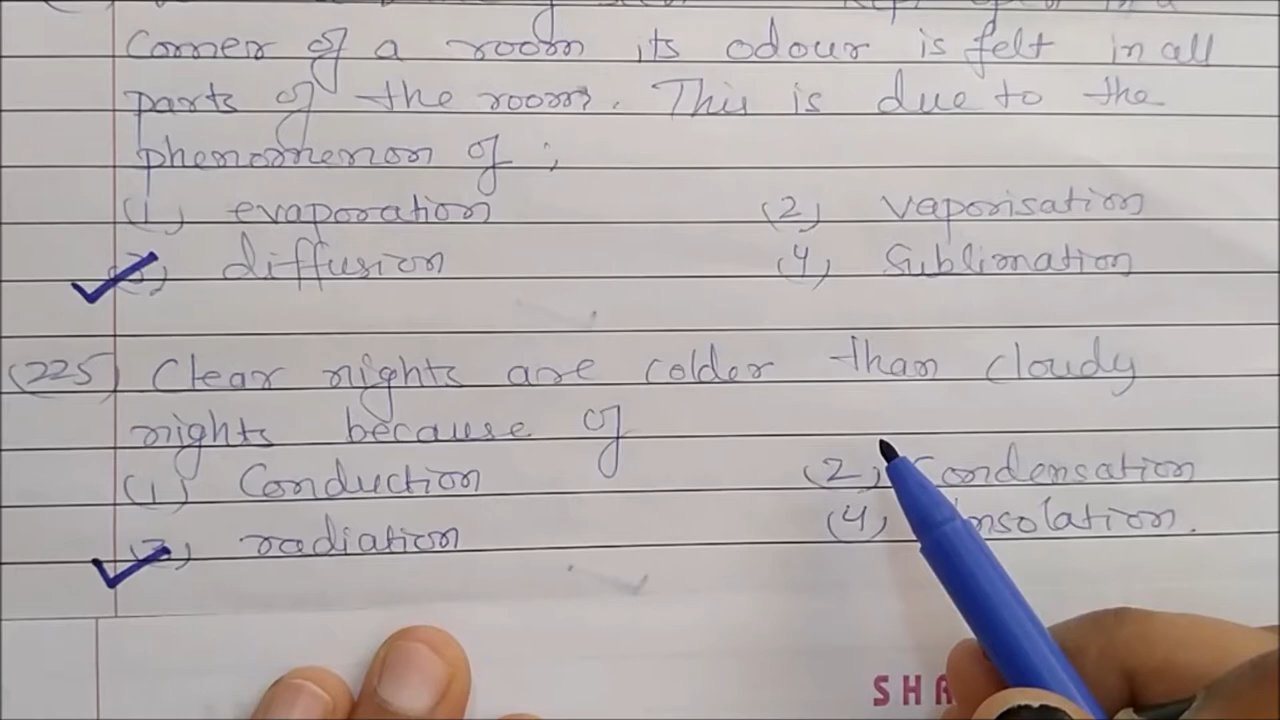 corner of a room its odour is felt in all
parts of the room. This is due to the
phenomenon of ;
(1) evaporation (2) vaporisation
(3) diffusion (4) Sublimation
(225) Clear nights are colder than cloudy
nights because of
(1) Conduction (2) Condensation
(3) radiation (4) insolation.